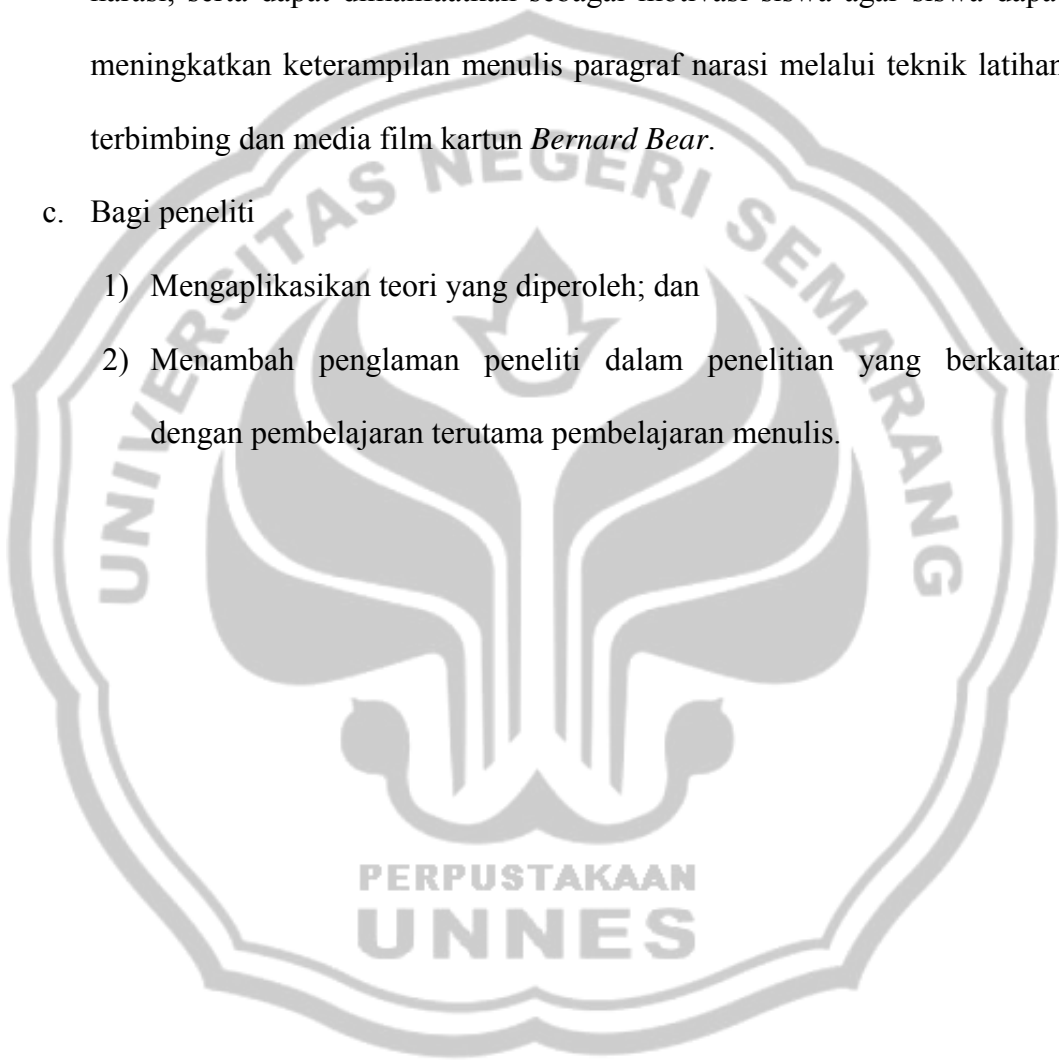 narasi, serta dapat dimanfaatkan sebagai motivasi siswa agar siswa dapat
meningkatkan keterampilan menulis paragraf narasi melalui teknik latihan
terbimbing dan media film kartun Bernard Bear.
c. Bagi peneliti
1) Mengaplikasikan teori yang diperoleh; dan
2) Menambah penglaman peneliti dalam penelitian yang berkaitan
dengan pembelajaran terutama pembelajaran menulis.
UNIVERSITAS NEGERI SEMARANG
PERPUSTAKAAN
UNNES